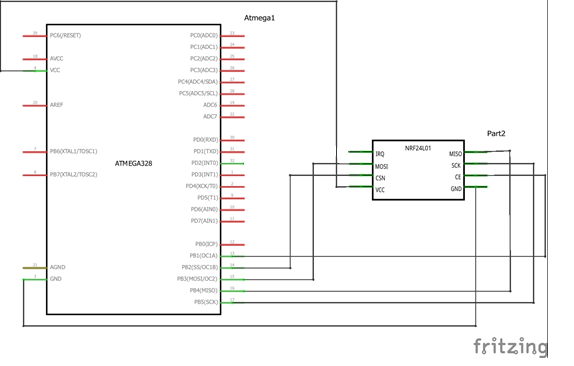 Atmega1
PC6(/RESET)
AVCC
VCC
AREF
PB6(XTAL1/TOSC1)
PB7(XTAL2/TOSC2)
AGND
GND
ATMEGA328
PC0(ADC0)
PC1(ADC1)
PC2(ADC2)
PC3(ADC3)
PC4(ADC4/SDA)
PC5(ADC5/SCL)
ADC6
ADC7
PD0(RXD)
PD1(TXD)
PD2(INT0)
PD3(INT1)
PD4(XCK/T0)
PD5(T1)
PD6(AIN0)
PD7(AIN1)
PB0(ICP)
PB1(OC1A)
PB2(SS/OC1B)
PB3(MOSI/OC2)
PB4(MISO)
PB5(SCK)
Part2
NRF24L01
IRQ
MOSI
CSN
VCC
MISO
SCK
CE
GND
fritzing